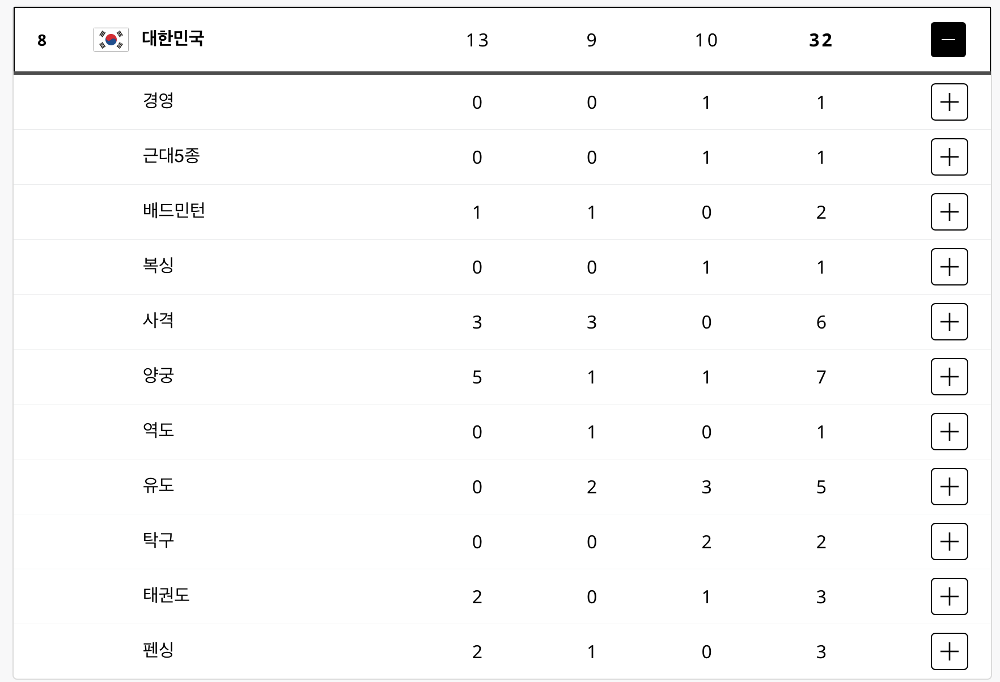 8 대한민국 13 9 10 32
경영 0 0 1 1
근대5종 0 0 1 1
배드민턴 1 1 0 2
복싱 0 0 1 1
사격 3 3 0 6
양궁 5 1 1 7
역도 0 1 0 1
유도 0 2 3 5
탁구 0 0 2 2
태권도 2 0 1 3
펜싱 2 1 0 3